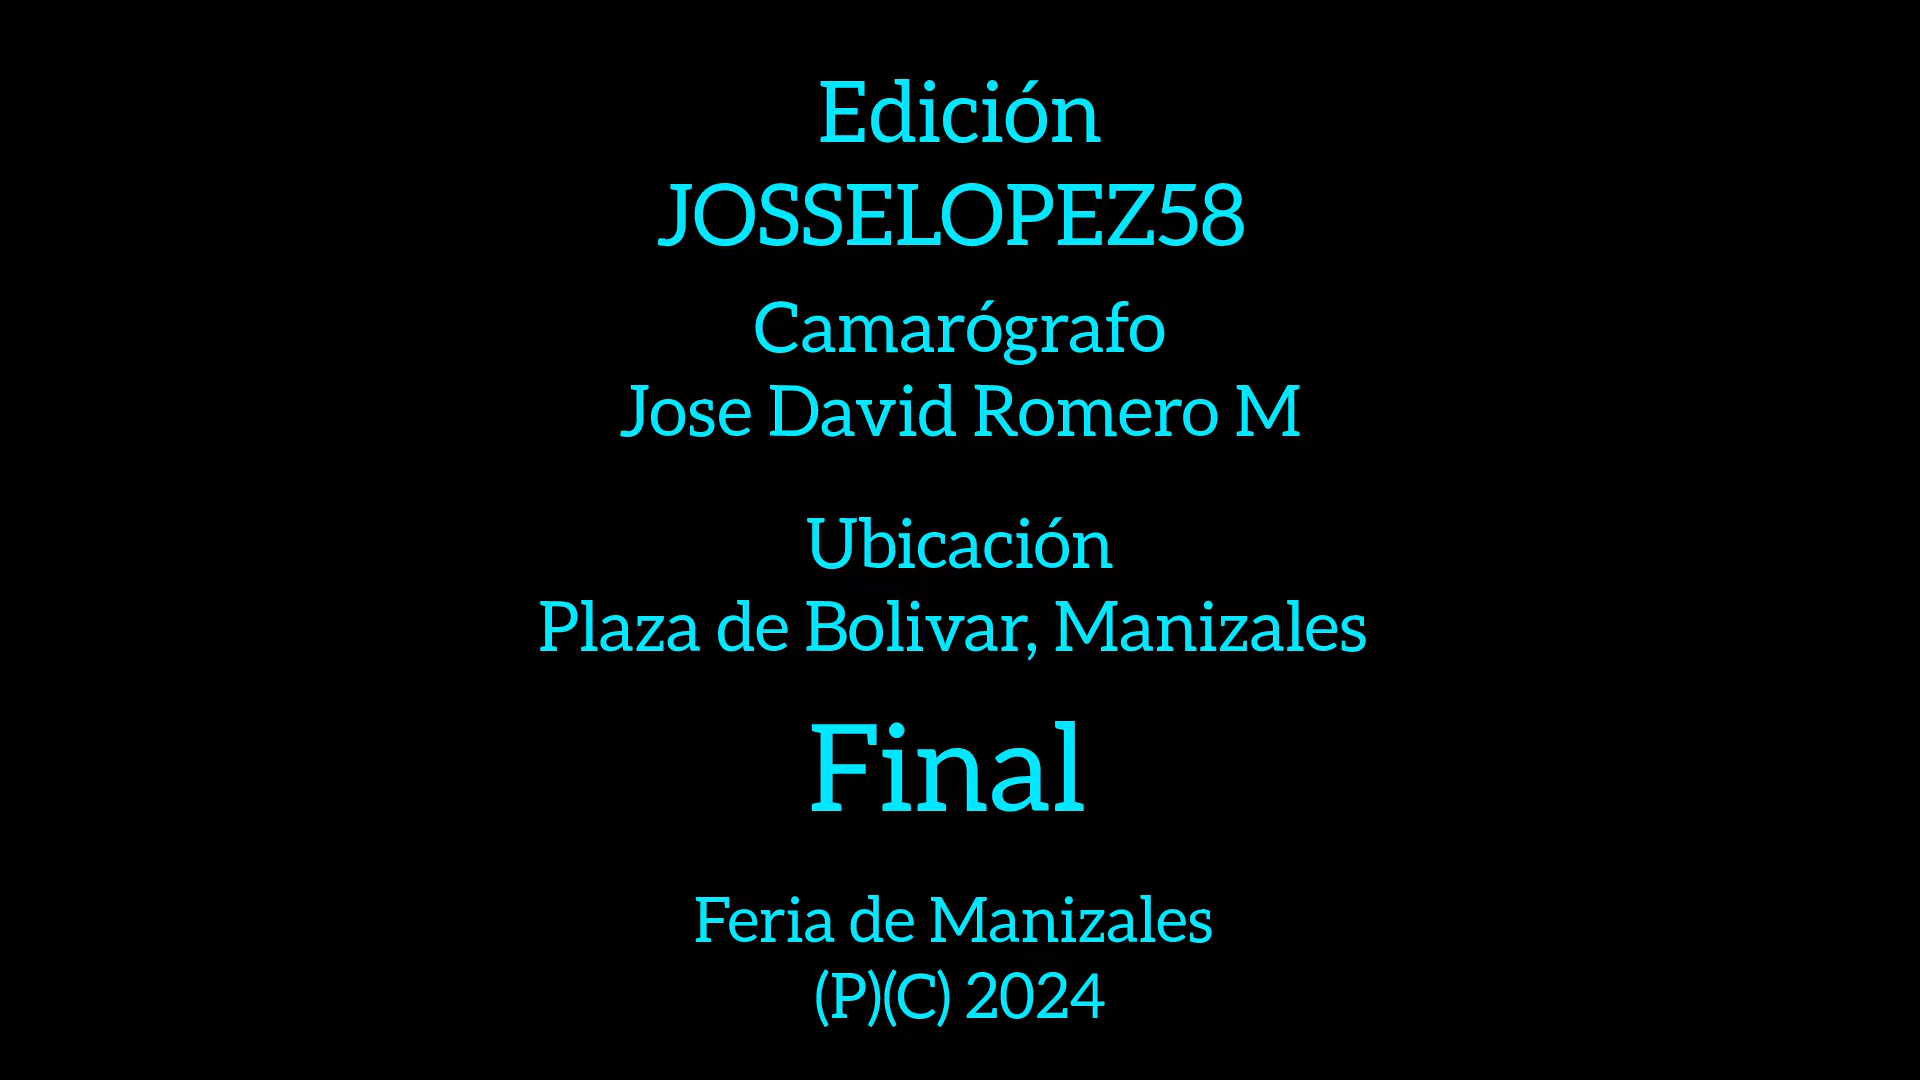 Edición
JOSSELOPEZ58
Camarógrafo
Jose David Romero M
Ubicación
Plaza de Bolivar, Manizales
Final
Feria de Manizales
(P)(C) 2024